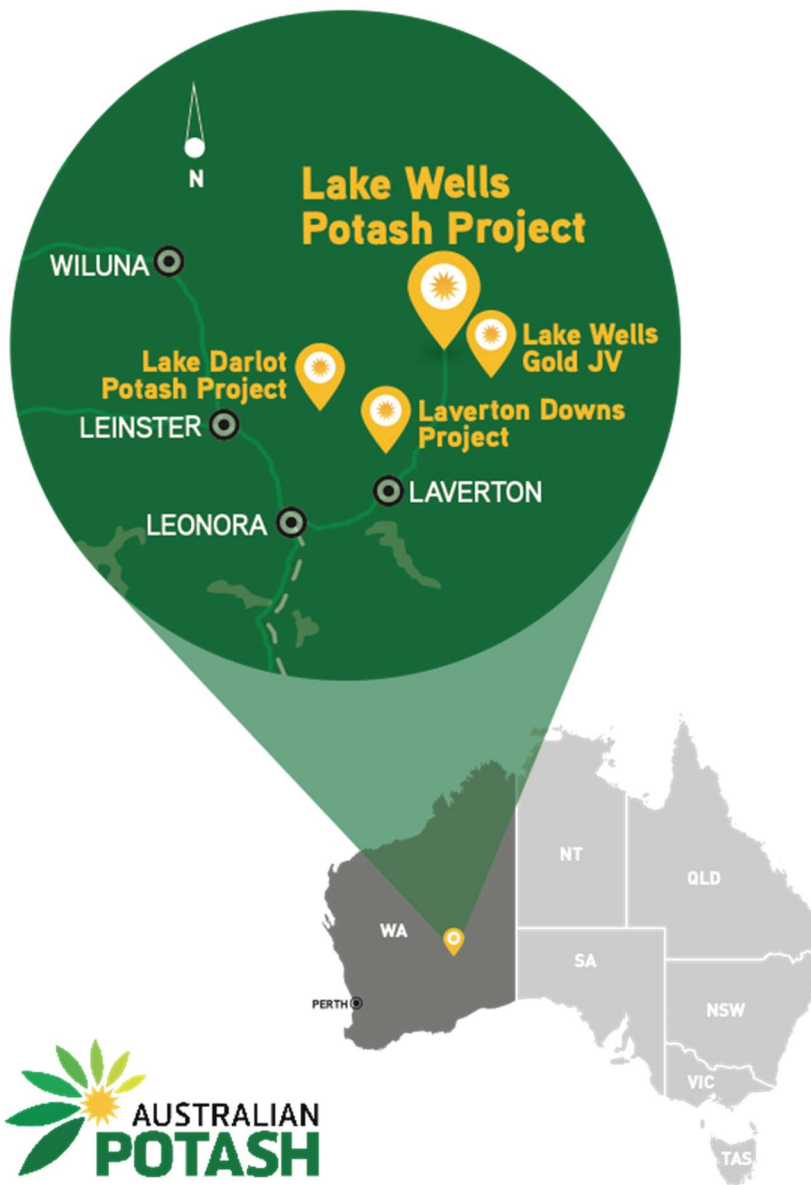 N
Lake Wells
Potash Project
WILUNA
Lake Wells
Gold JV
Lake Darlot
Potash Project
Laverton Downs
Project
LEINSTER
LAVERTON
LEONORA
NT
QLD
WA
SA
PERTH
NSW
VIC
TAS
AUSTRALIAN
POTASH